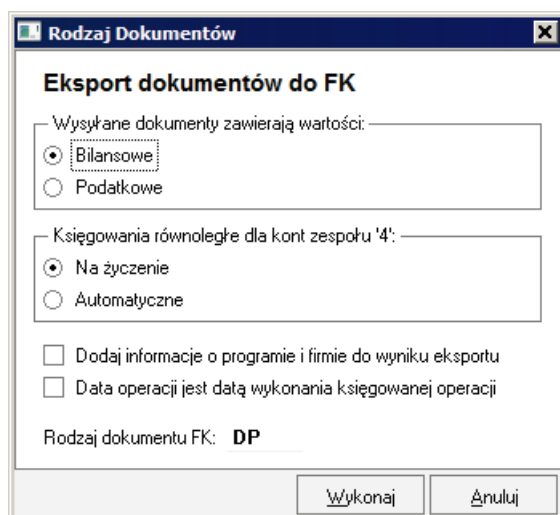 Rodzaj Dokumentów
Eksport dokumentów do FK
Wysyłane dokumenty zawierają wartości:
Bilansowe
Podatkowe
Księgowania równoległe dla kont zespołu '4':
Na życzenie
Automatyczne
Dodaj informacje o programie i firmie do wyniku eksportu
Data operacji jest datą wykonania księgowanej operacji
Rodzaj dokumentu FK: DP
Wykonaj Anuluj